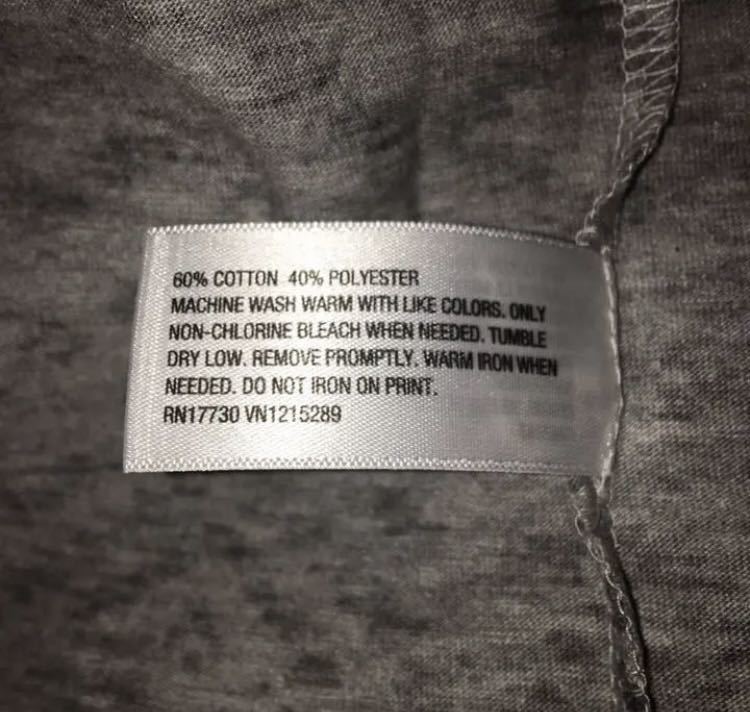 60% COTTON 40% POLYESTER
MACHINE WASH WARM WITH LIKE COLORS. ONLY
NON-CHLORINE BLEACH WHEN NEEDED. TUMBLE
DRY LOW. REMOVE PROMPTLY. WARM IRON WHEN
NEEDED. DO NOT IRON ON PRINT.
RN17730 VN1215289